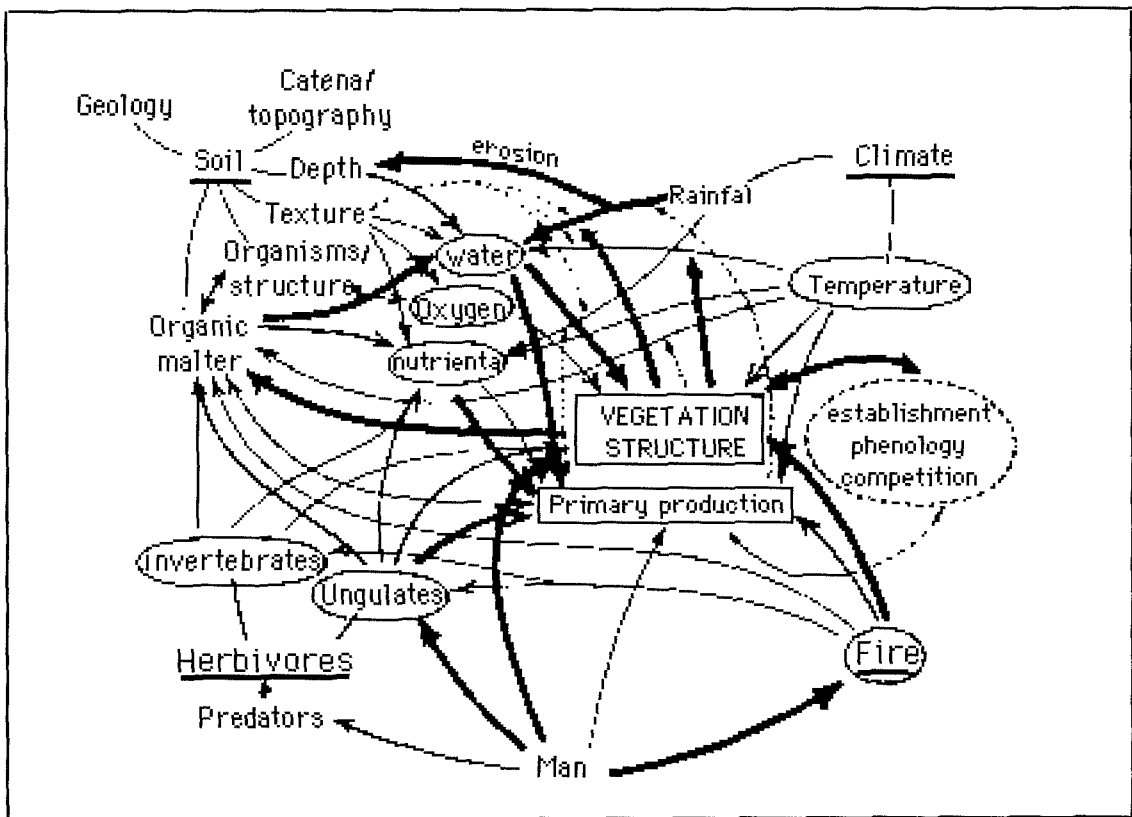 Catena/
topography
Geology
erosion
Climate
Soil
Depth
Rainfal
Texture
Organisms/
structure
water
Temperature
Oxygen
Organic
malter
nutrienta
VEGETATION
STRUCTURE
establishment
phenology
competition
Primary production
Invertebrates
Ungulates
Herbivores
Fire
Predators
Man